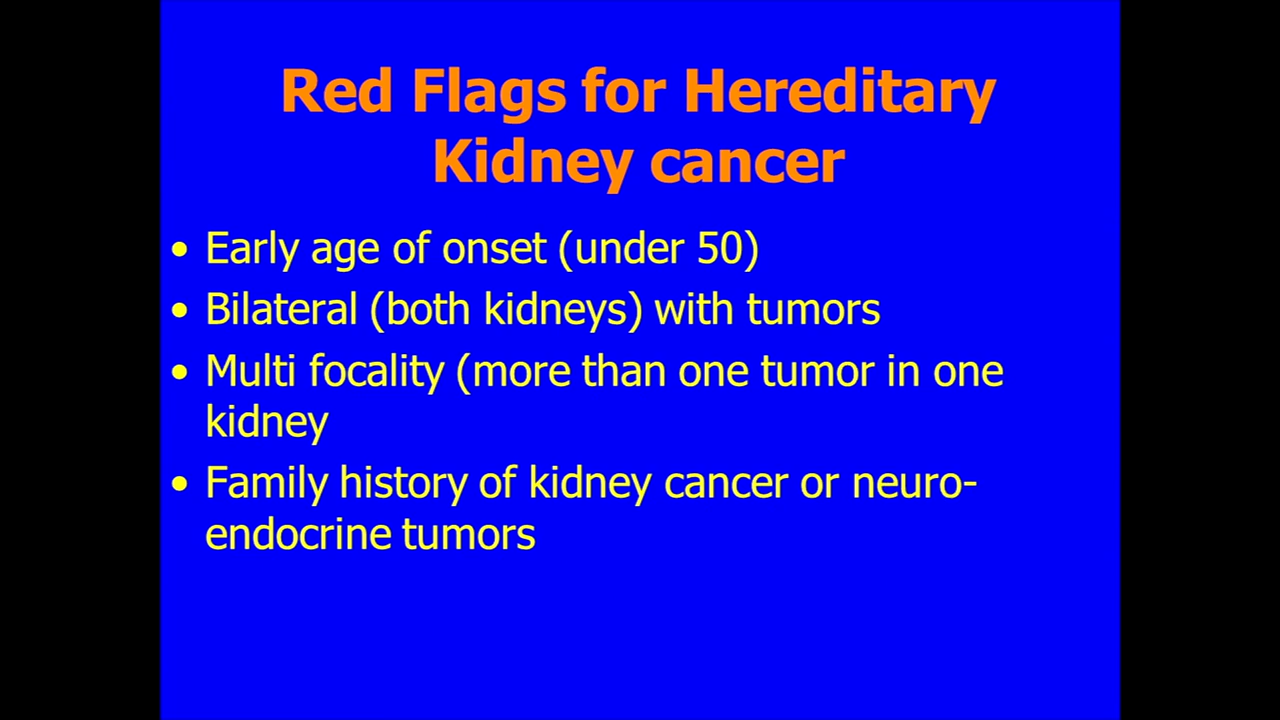 Red Flags for Hereditary
Kidney cancer
• Early age of onset (under 50)
• Bilateral (both kidneys) with tumors
• Multi focality (more than one tumor in one
kidney
• Family history of kidney cancer or neuro-
endocrine tumors